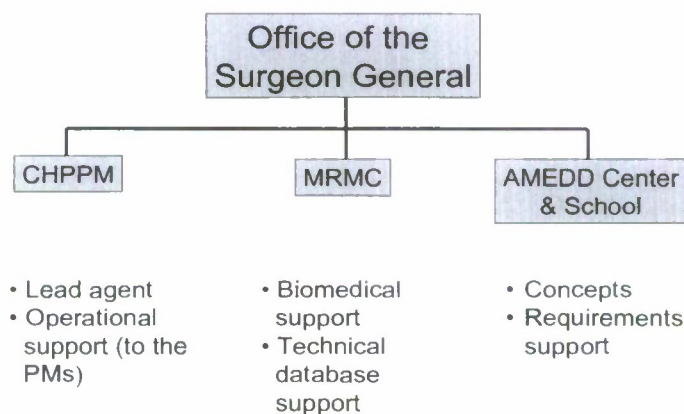 Office of the
Surgeon General
CHPPM
MRMC
AMEDD Center
& School
• Lead agent
• Operational
support (to the
PMs)
• Biomedical
support
• Technical
database
support
• Concepts
• Requirements
support